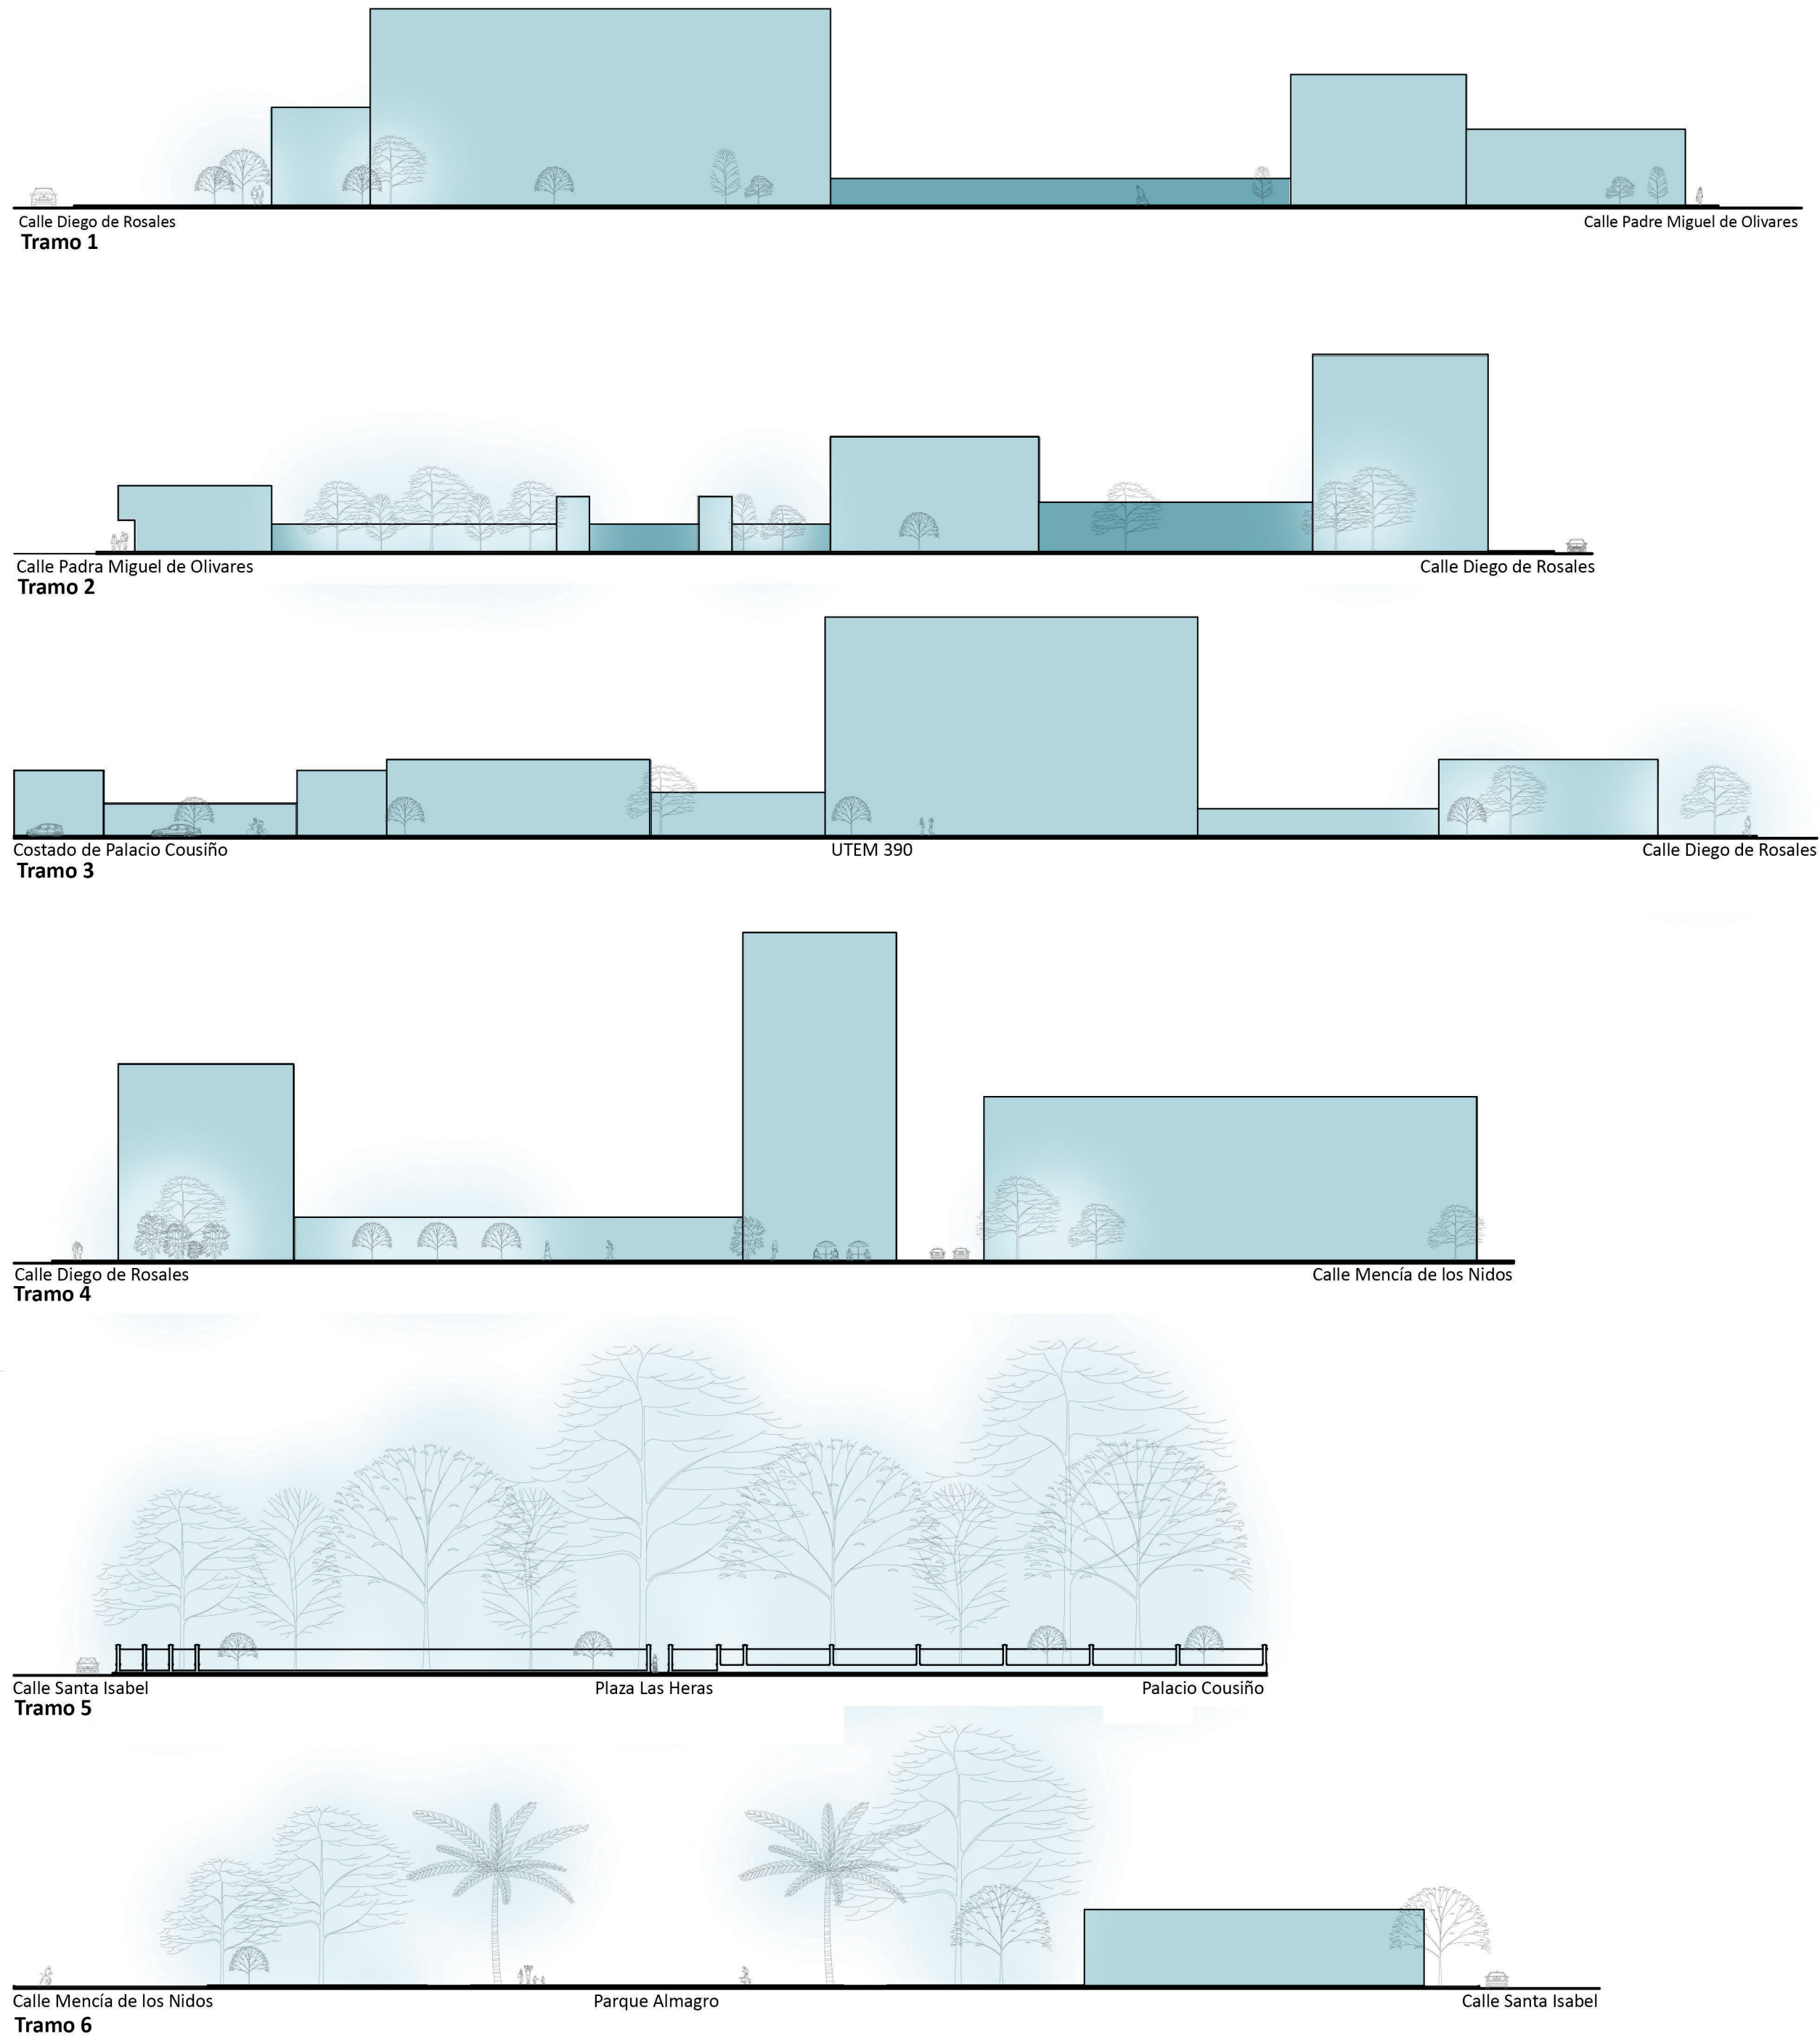 Calle Diego de Rosales
Calle Padre Miguel de Olivares
Tramo 1
Calle Padra Miguel de Olivares
Calle Diego de Rosales
Tramo 2
Costado de Palacio Cousiño
UTEM 390
Calle Diego de Rosales
Tramo 3
Calle Diego de Rosales
Calle Mencía de los Nidos
Tramo 4
Calle Santa Isabel
Plaza Las Heras
Palacio Cousiño
Tramo 5
Calle Mencía de los Nidos
Parque Almagro
Calle Santa Isabel
Tramo 6